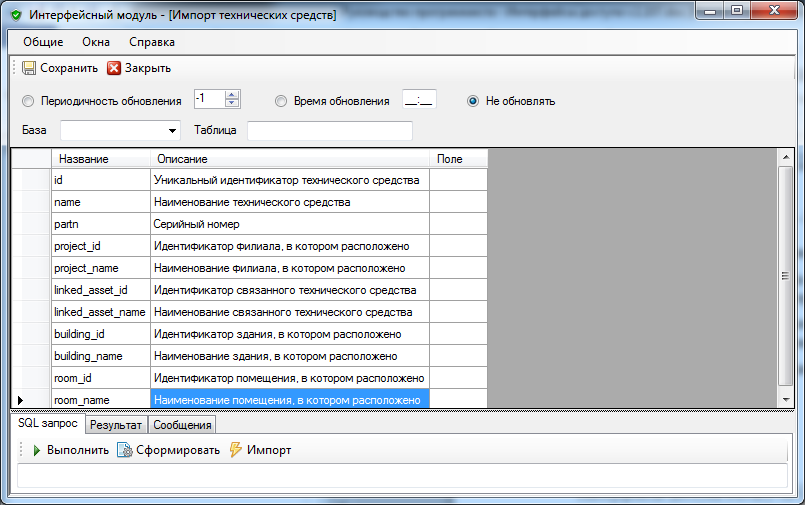 Интерфейсный модуль - [Импорт технических средств]
Общие Окна Справка
Сохранить Закрыть
Периодичность обновления -1 Время обновления __:__ Не обновлять
База Таблица
Название Описание Поле
id Уникальный идентификатор технического средства
name Наименование технического средства
partn Серийный номер
project_id Идентификатор филиала, в котором расположено
project_name Наименование филиала, в котором расположено
linked_asset_id Идентификатор связанного технического средства
linked_asset_name Наименование связанного технического средства
building_id Идентификатор здания, в котором расположено
building_name Наименование здания, в котором расположено
room_id Идентификатор помещения, в котором расположено
room_name Наименование помещения, в котором расположено
SQL запрос Результат Сообщения
Выполнить Сформировать Импорт